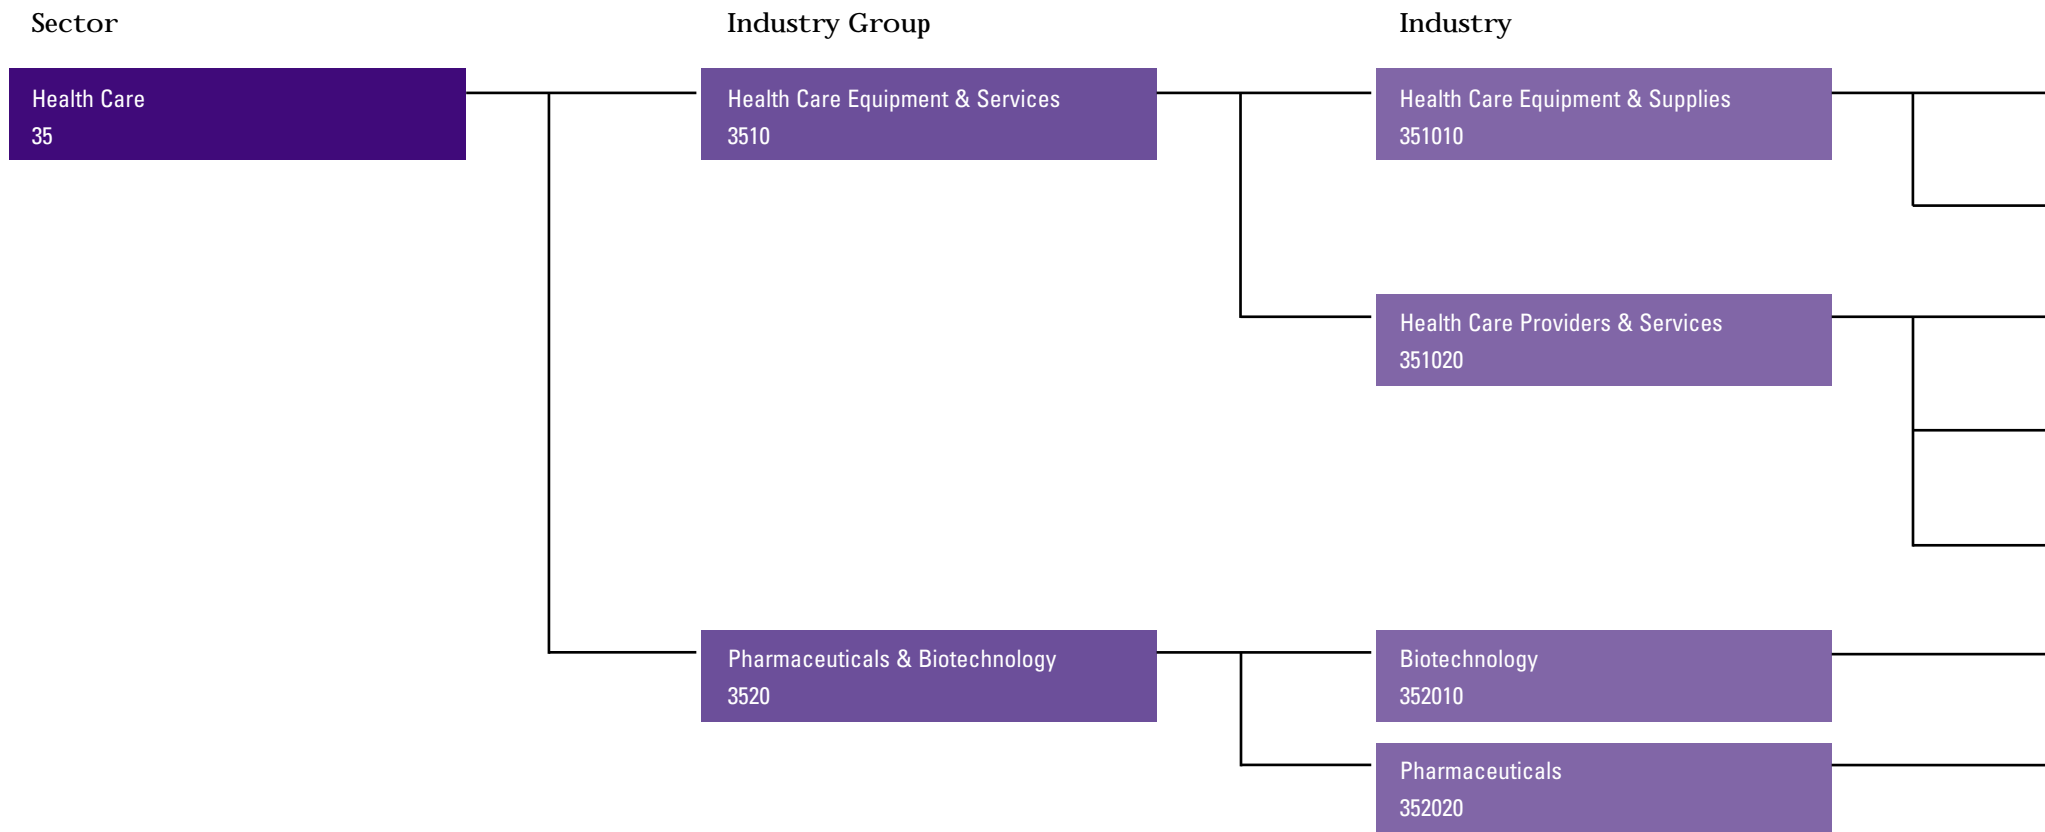 Sector
Industry Group
Industry
Health Care
35
Health Care Equipment & Services
3510
Health Care Equipment & Supplies
351010
Health Care Providers & Services
351020
Pharmaceuticals & Biotechnology
3520
Biotechnology
352010
Pharmaceuticals
352020